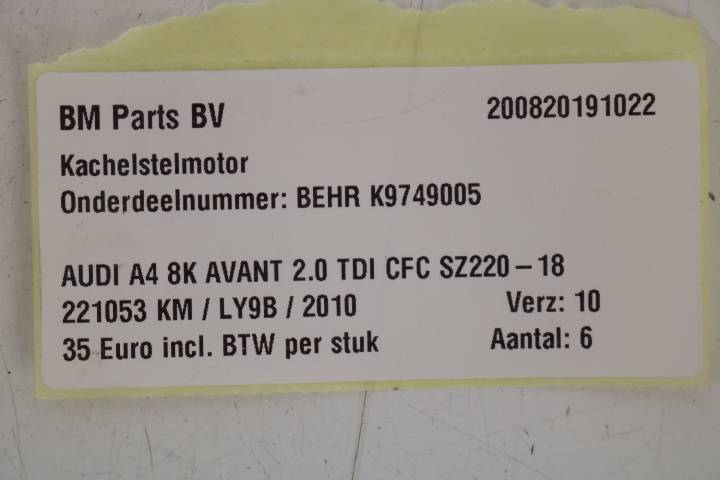 BM Parts BV 200820191022
Kachelstelmotor
Onderdeelnummer: BEHR K9749005
AUDI A4 8K AVANT 2.0 TDI CFC SZ220-18
221053 KM / LY9B / 2010 Verz: 10
35 Euro incl. BTW per stuk Aantal: 6